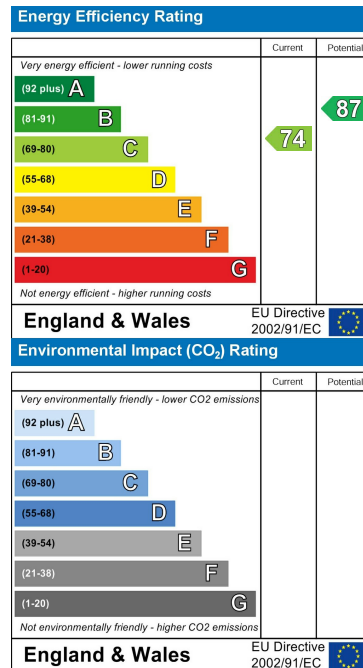 Energy Efficiency Rating
Current Potential
Very energy efficient - lower running costs
(92 plus) A
(81-91) B
87
(69-80) C
74
(55-68) D
(39-54) E
(21-38) F
(1-20) G
Not energy efficient - higher running costs
England & Wales
EU Directive
2002/91/EC
Environmental Impact (CO₂) Rating
Current Potential
Very environmentally friendly - lower CO2 emissions
(92 plus) A
(81-91) B
(69-80) C
(55-68) D
(39-54) E
(21-38) F
(1-20) G
Not environmentally friendly - higher CO2 emissions
England & Wales
EU Directive
2002/91/EC